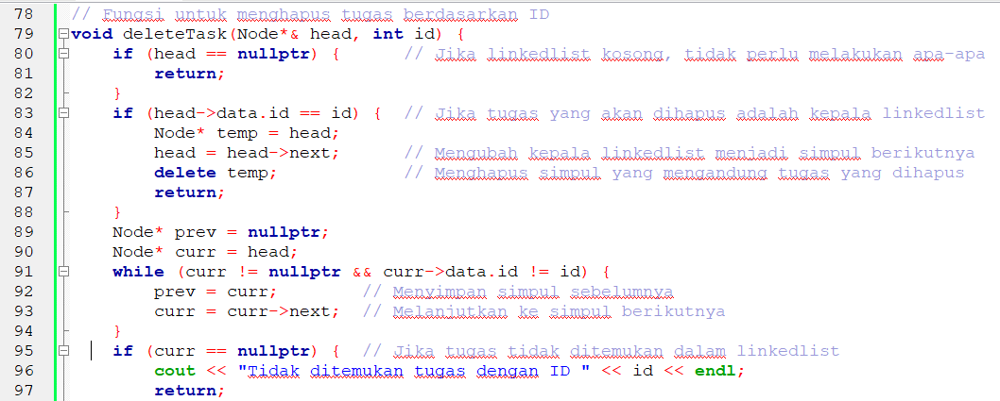 78 // Fungsi untuk menghapus tugas berdasarkan ID
79 void deleteTask(Node*& head, int id) {
80     if (head == nullptr) {      // Jika linkedlist kosong, tidak perlu melakukan apa-apa
81         return;
82     }
83     if (head->data.id == id) {  // Jika tugas yang akan dihapus adalah kepala linkedlist
84         Node* temp = head;
85         head = head->next;      // Mengubah kepala linkedlist menjadi simpul berikutnya
86         delete temp;            // Menghapus simpul yang mengandung tugas yang dihapus
87         return;
88     }
89     Node* prev = nullptr;
90     Node* curr = head;
91     while (curr != nullptr && curr->data.id != id) {
92         prev = curr;        // Menyimpan simpul sebelumnya
93         curr = curr->next;  // Melanjutkan ke simpul berikutnya
94     }
95     if (curr == nullptr) {  // Jika tugas tidak ditemukan dalam linkedlist
96         cout << "Tidak ditemukan tugas dengan ID " << id << endl;
97         return;